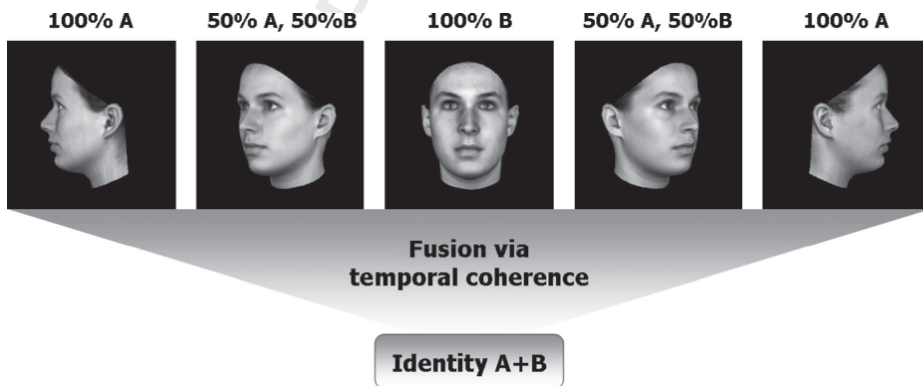 100% A
50% A, 50%B
100% B
50% A, 50%B
100% A
Fusion via
temporal coherence
Identity A+B